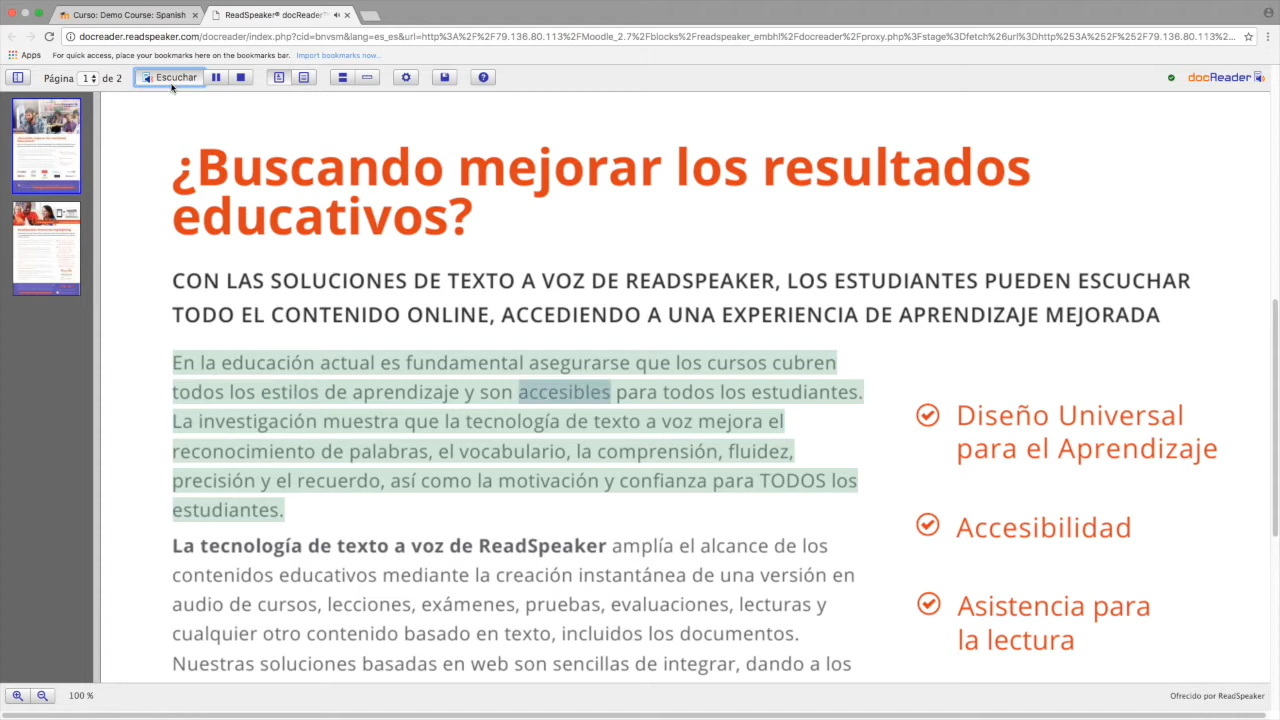 Curso: Demo Course: Spanish
ReadSpeaker® docReader™
docreader.readspeaker.com/docreader/index.php?cid=bnvsm&lang=es_es&url=http%3A%2F%2F79.136.80.113%2FMoodle_2.7%2Fblocks%2Freadspeaker_embhl%2Fdocreader%2Fproxy.php%3Fstage%3Dfetch%26url%3Dhttp%253A%252F%252F79.136.80.113%2...
Apps
For quick access, place your bookmarks here on the bookmarks bar. Import bookmarks now...
Página 1 de 2
Escuchar
docReader
¿Buscando mejorar los resultados
educativos?
CON LAS SOLUCIONES DE TEXTO A VOZ DE READSPEAKER, LOS ESTUDIANTES PUEDEN ESCUCHAR
TODO EL CONTENIDO ONLINE, ACCEDIENDO A UNA EXPERIENCIA DE APRENDIZAJE MEJORADA
En la educación actual es fundamental asegurarse que los cursos cubren
todos los estilos de aprendizaje y son accesibles para todos los estudiantes.
La investigación muestra que la tecnología de texto a voz mejora el
reconocimiento de palabras, el vocabulario, la comprensión, fluidez,
precisión y el recuerdo, así como la motivación y confianza para TODOS los
estudiantes.
La tecnología de texto a voz de ReadSpeaker amplía el alcance de los
contenidos educativos mediante la creación instantánea de una versión en
audio de cursos, lecciones, exámenes, pruebas, evaluaciones, lecturas y
cualquier otro contenido basado en texto, incluidos los documentos.
Nuestras soluciones basadas en web son sencillas de integrar, dando a los
Diseño Universal
para el Aprendizaje
Accesibilidad
Asistencia para
la lectura
100 %
Ofrecido por ReadSpeaker